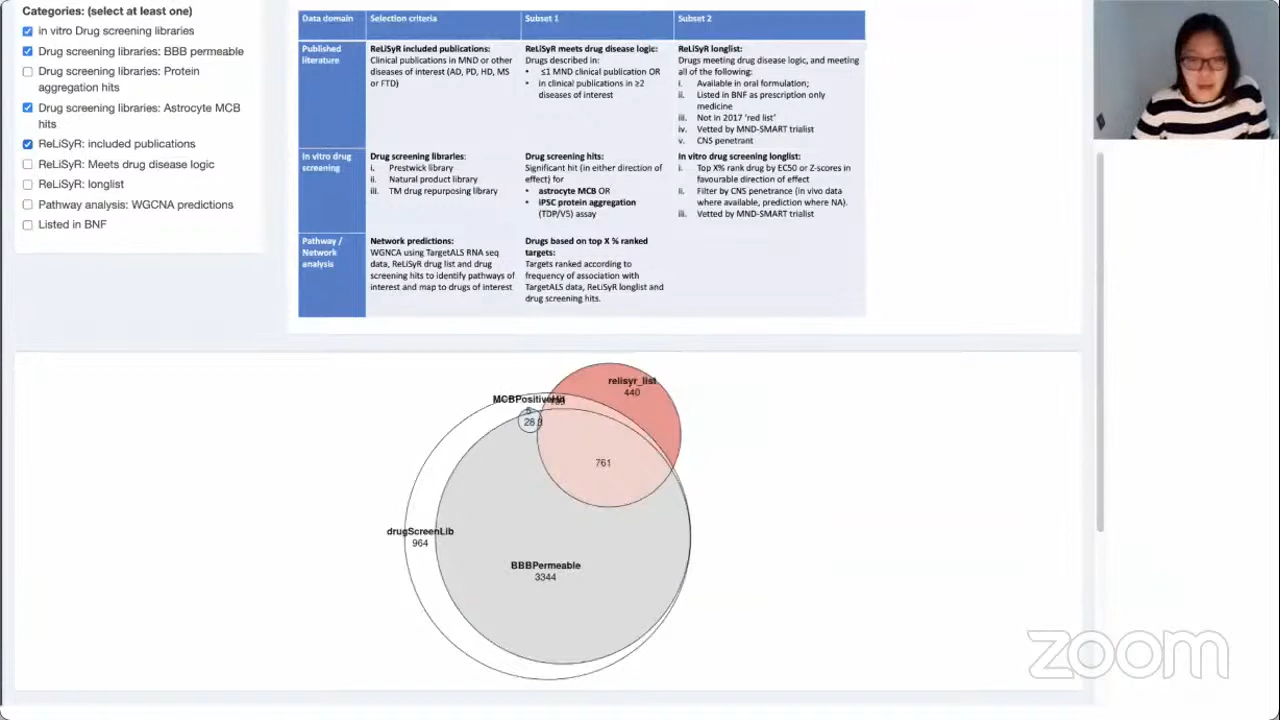 Categories: (select at least one)
in vitro Drug screening libraries
Drug screening libraries: BBB permeable
Drug screening libraries: Protein
aggregation hits
Drug screening libraries: Astrocyte MCB
hits
ReLiSyR: included publications
ReLiSyR: Meets drug disease logic
ReLiSyR: longlist
Pathway analysis: WGCNA predictions
Listed in BNF
Data domain
Selection criteria
Subset 1
Subset 2
Published
literature
ReLiSyR included publications:
Clinical publications in MND or other
diseases of interest (AD, PD, HD, MS
or FTD)
ReLiSyR meets drug disease logic:
Drugs described in:
• ≤1 MND clinical publication OR
• in clinical publications in ≥2
diseases of interest
ReLiSyR longlist:
Drugs meeting drug disease logic, and meeting
all of the following:
i. Available in oral formulation;
ii. Listed in BNF as prescription only
medicine
iii. Not in 2017 'red list'
iv. Vetted by MND-SMART trialist
v. CNS penetrant
In vitro drug
screening
Drug screening libraries:
i. Prestwick library
ii. Natural product library
iii. TM drug repurposing library
Drug screening hits:
Significant hit (in either direction of
effect) for
• astrocyte MCB OR
• iPSC protein aggregation
(TDP/V5) assay
In vitro drug screening longlist:
i. Top X% rank drug by EC50 or Z-scores in
favourable direction of effect
ii. Filter by CNS penetrance (in vivo data
where available, prediction where NA).
iii. Vetted by MND-SMART trialist
Pathway /
Network
analysis
Network predictions:
WGNCA using TargetALS RNA seq
data, ReLiSyR drug list and drug
screening hits to identify pathways of
interest and map to drugs of interest
Drugs based on top X % ranked
targets:
Targets ranked according to
frequency of association with
TargetALS data, ReLiSyR longlist and
drug screening hits.
relisyr_list
440
MCBPositiveHit
5
28
761
drugScreenLib
964
BBBPermeable
3344
zoom